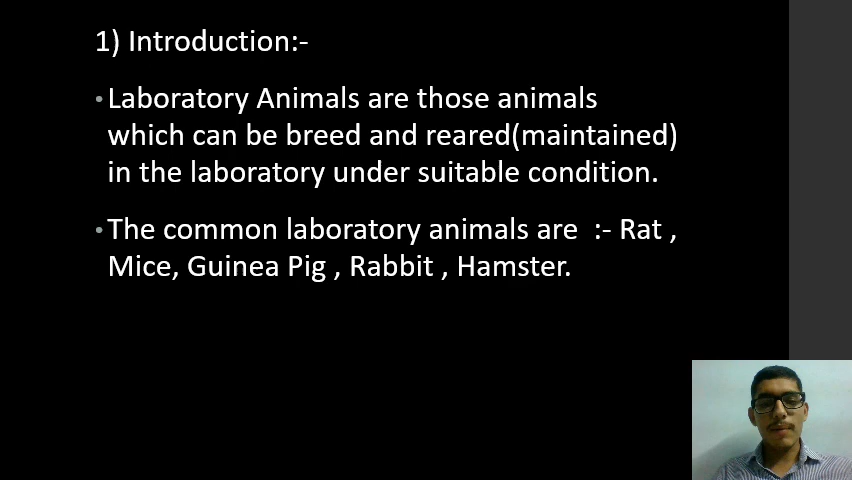 1) Introduction:-
•Laboratory Animals are those animals
which can be breed and reared(maintained)
in the laboratory under suitable condition.
•The common laboratory animals are  :- Rat ,
Mice, Guinea Pig , Rabbit , Hamster.